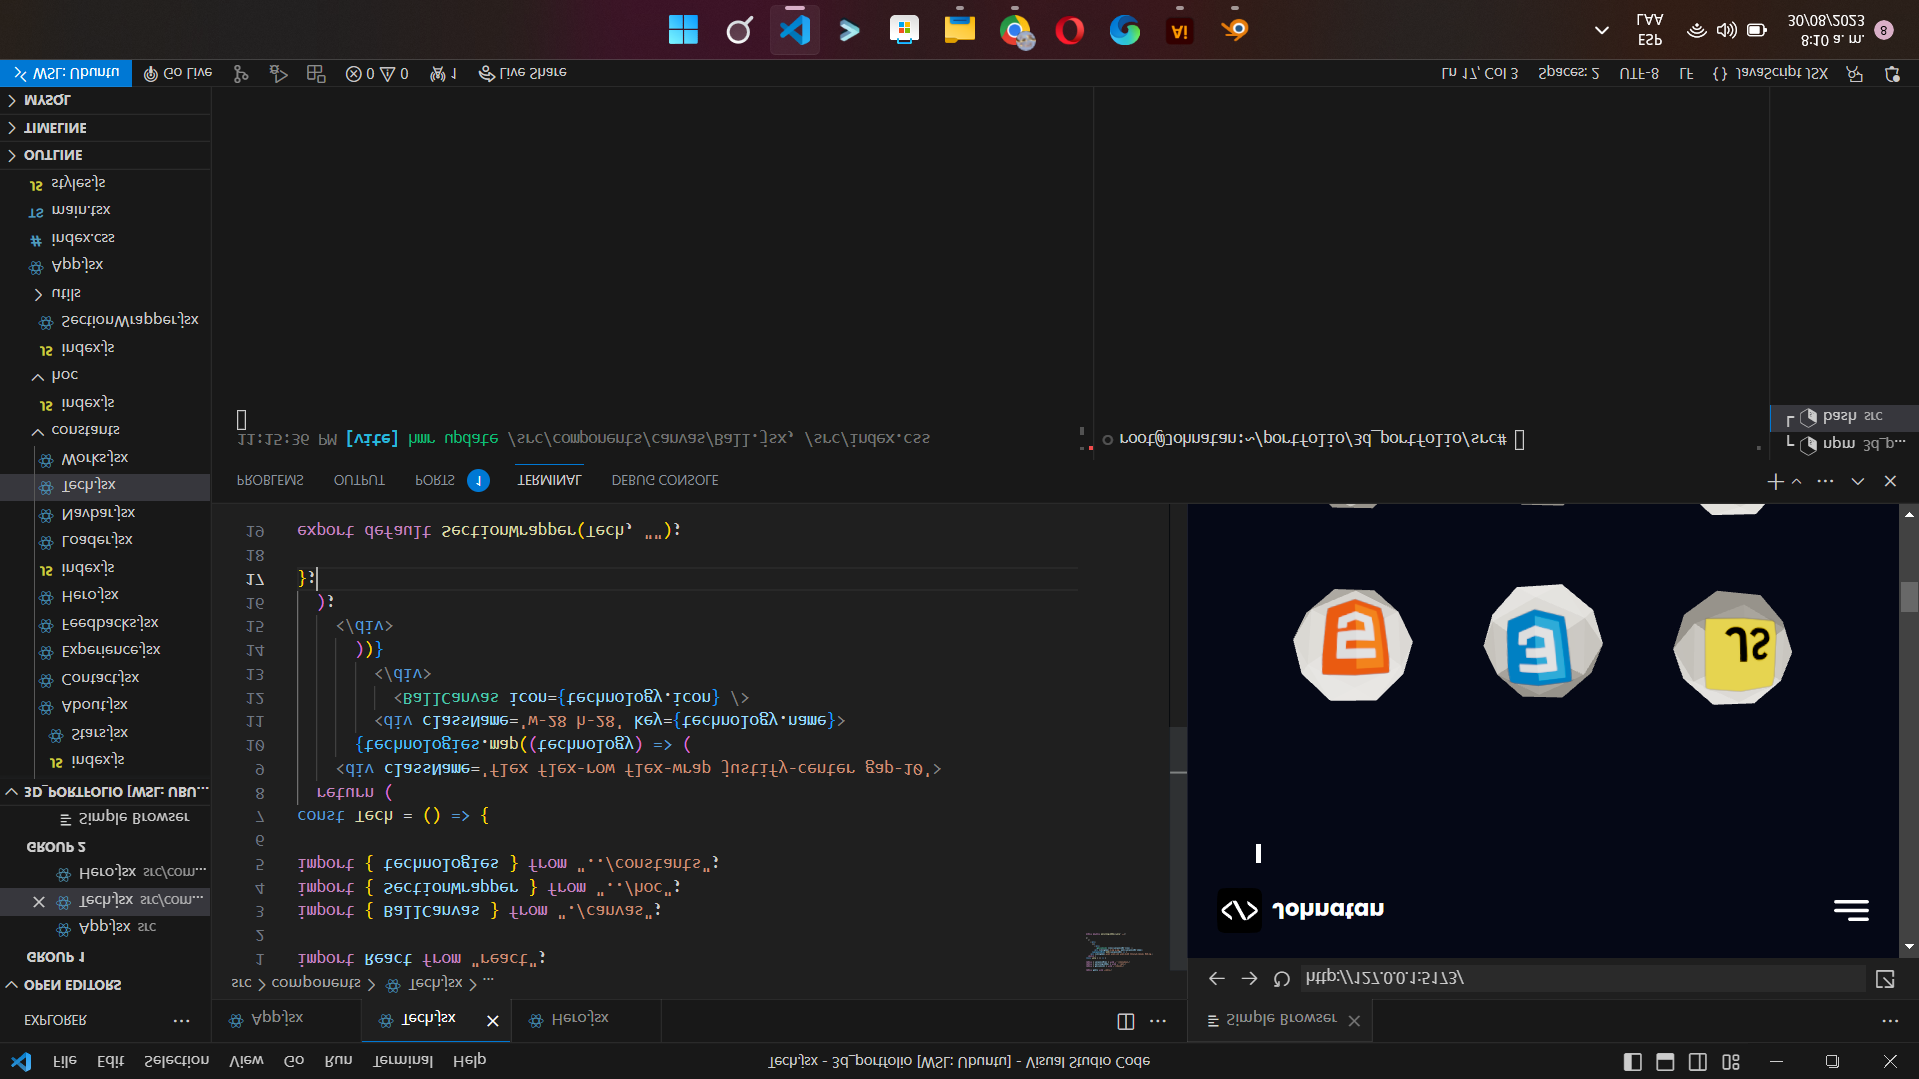 File Edit Selection View Go Run Terminal Help
Tech.jsx - 3d_portfolio [WSL: Ubuntu] - Visual Studio Code
EXPLORER ...
OPEN EDITORS
GROUP 1
App.jsx src
Tech.jsx src/com...
Hero.jsx src/com...
GROUP 2
Simple Browser
3D_PORTFOLIO [WSL: UBU...
index.js
Stars.jsx
About.jsx
Contact.jsx
Experience.jsx
Feedbacks.jsx
Hero.jsx
index.js
Loader.jsx
Navbar.jsx
Tech.jsx
Works.jsx
constants
index.js
hoc
index.js
SectionWrapper.jsx
utils
App.jsx
index.css
main.tsx
styles.js
OUTLINE
TIMELINE
MYSQL
App.jsx
Tech.jsx
Hero.jsx
src > components > Tech.jsx > ...
1 import React from "react";
2
3 import { BallCanvas } from "./canvas";
4 import { SectionWrapper } from "../hoc";
5 import { technologies } from "../constants";
6
7 const Tech = () => {
8 return (
9 <div className='flex flex-row flex-wrap justify-center gap-10'>
10 {technologies.map((technology) => (
11 <div className='w-28 h-28' key={technology.name}>
12 <BallCanvas icon={technology.icon} />
13 </div>
14 ))}
15 </div>
16 );
17 };
18
19 export default SectionWrapper(Tech, "");
Simple Browser
http://127.0.0.1:5173/
Johnatan
JS
PROBLEMS OUTPUT PORTS 1 TERMINAL DEBUG CONSOLE
11:15:36 PM [vite] hmr update /src/components/canvas/Ball.jsx, /src/index.css
root@Johnatan:~/portfolio/3d_portfolio/src#
npm 3d_p...
bash src
WSL: Ubuntu Go Live 0 0 1 Live Share
Ln 17, Col 3 Spaces: 2 UTF-8 LF {} JavaScript JSX
Ai
ESP
LAA
8:10 a. m.
30/08/2023
8